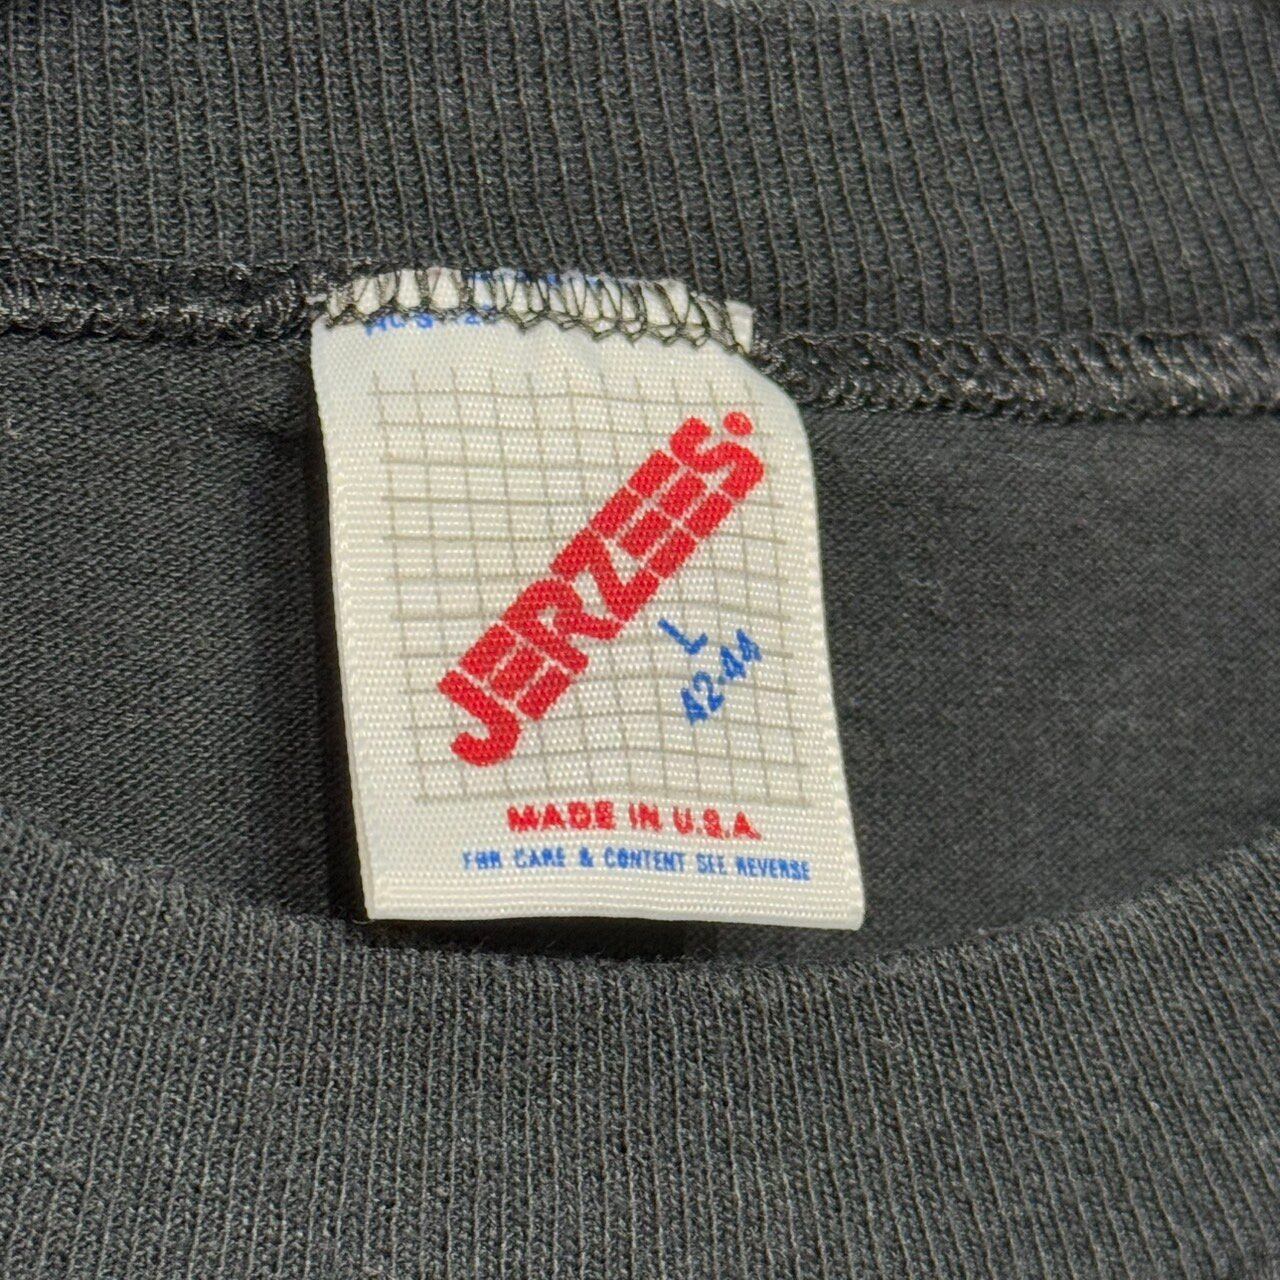 JERZEES.
L
42-44
MADE IN U.S.A.
FOR CARE & CONTENT SEE REVERSE